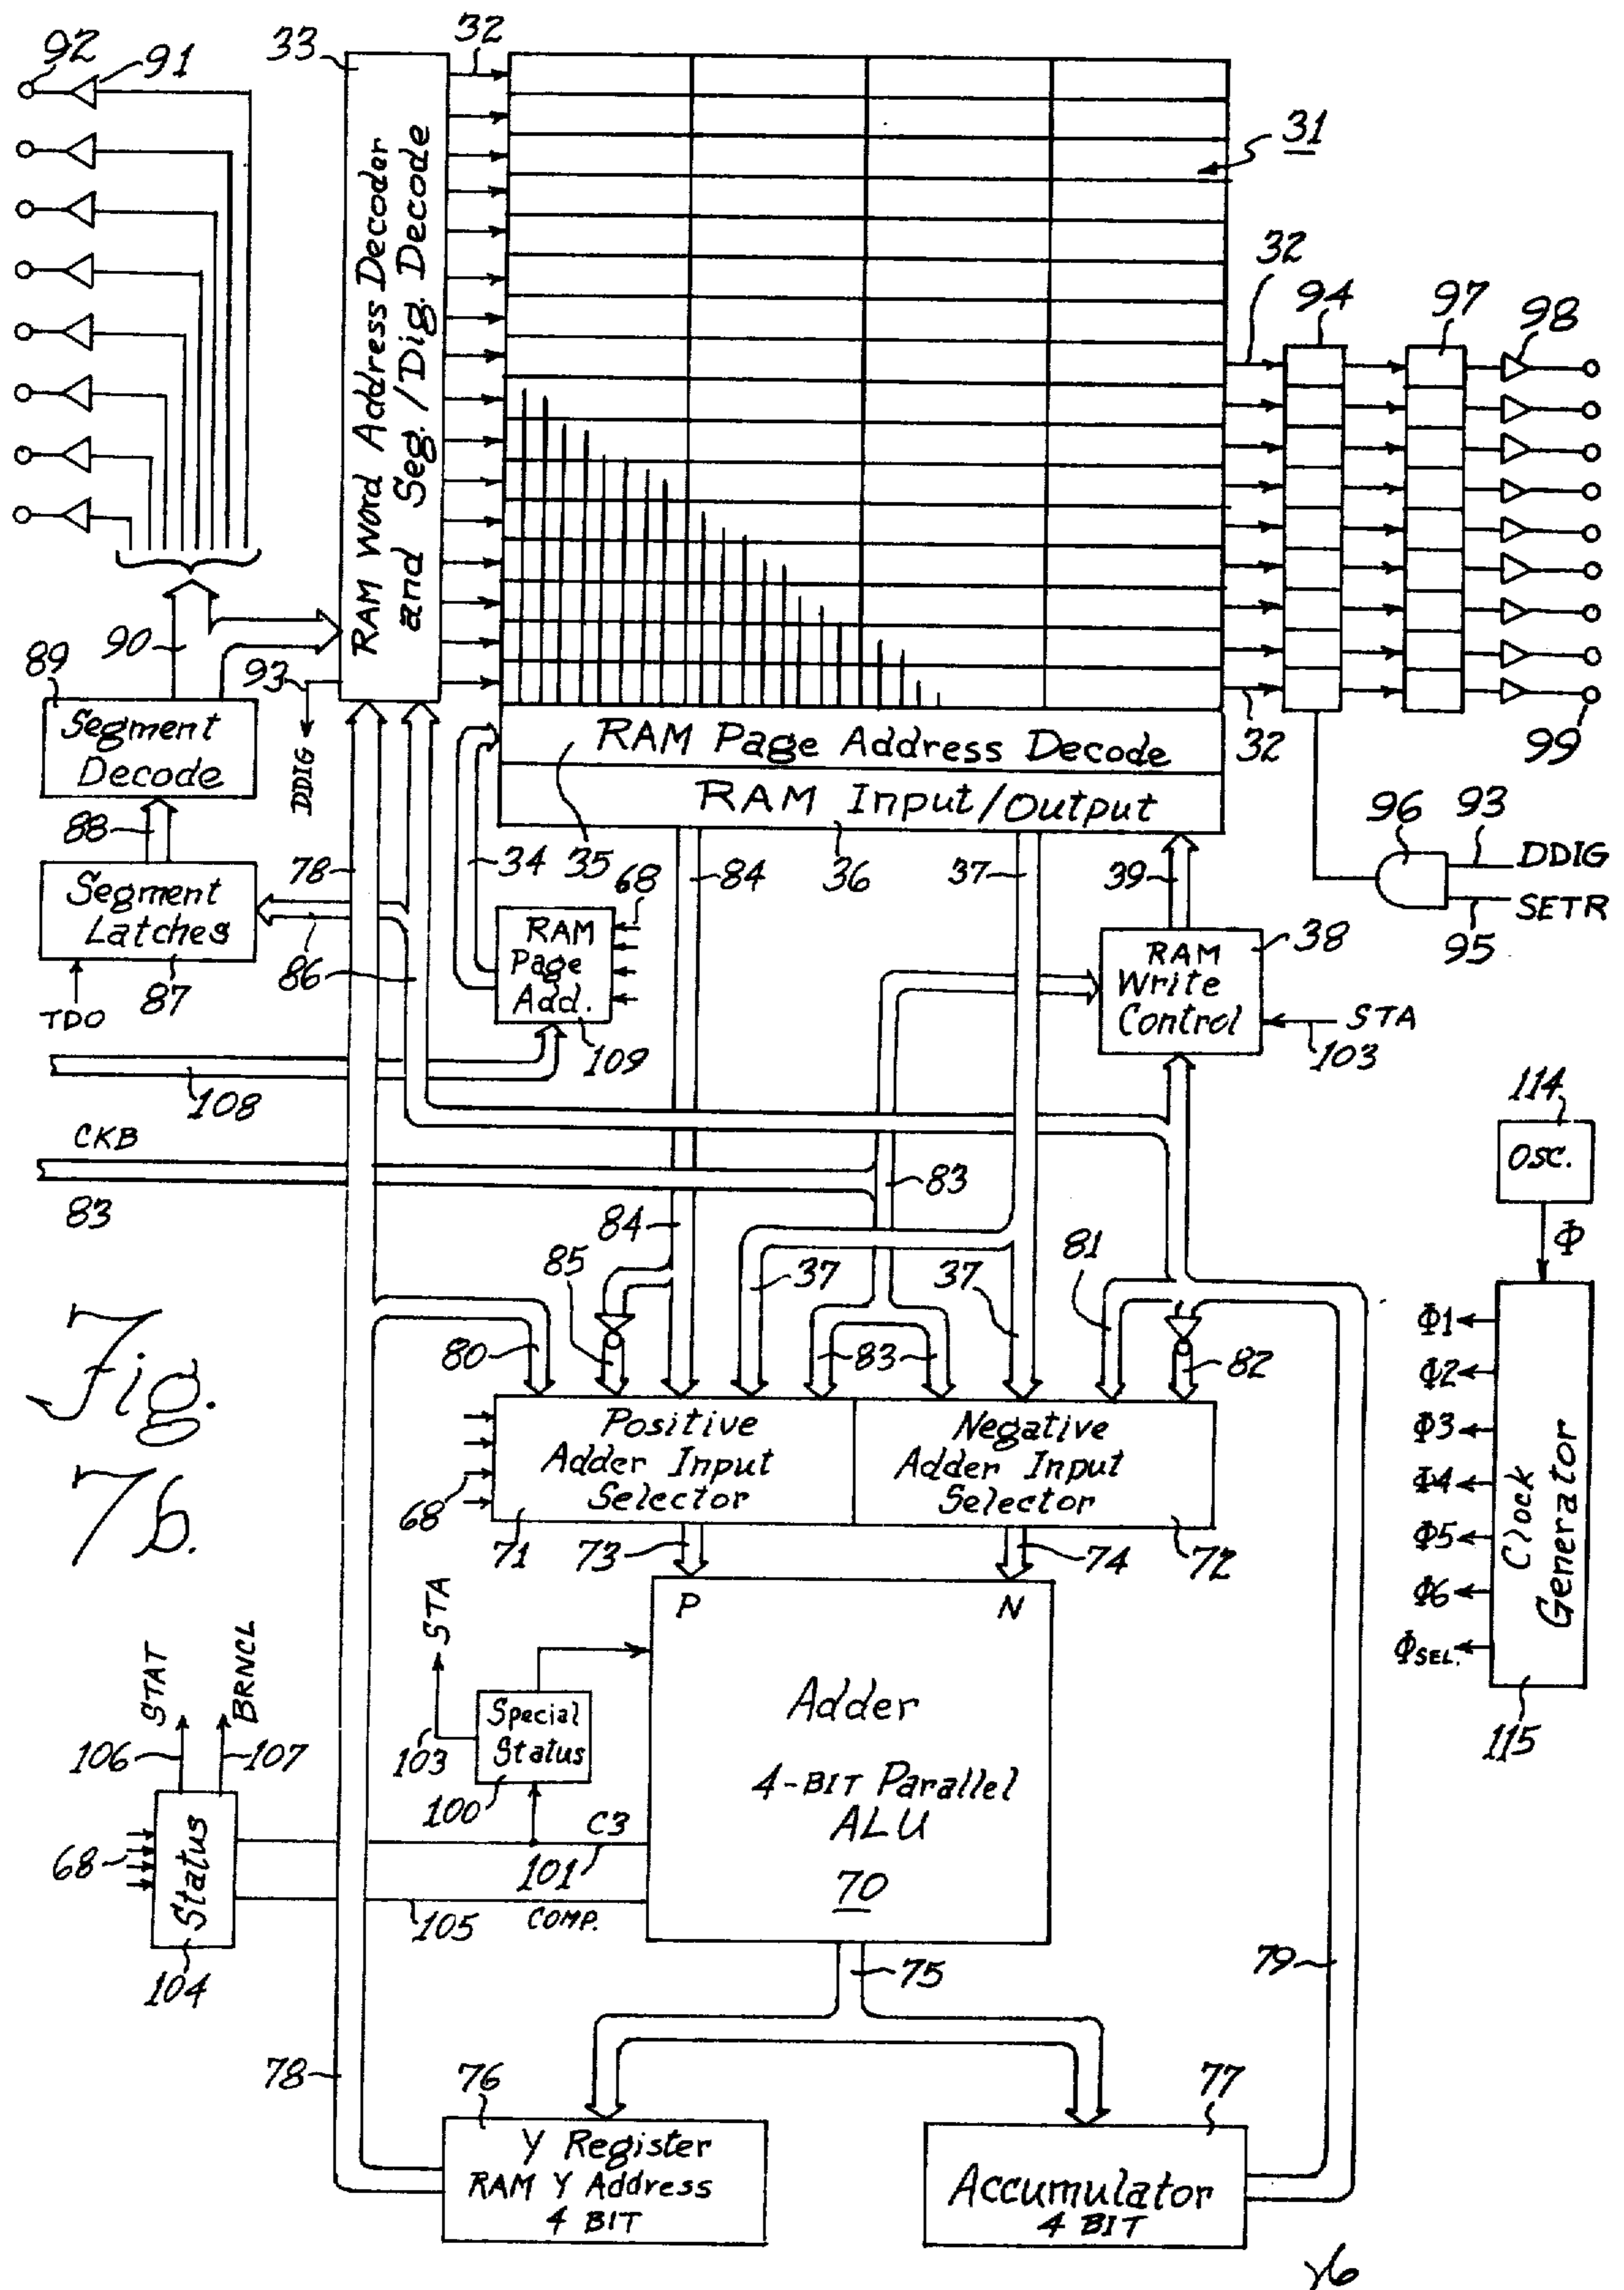 92
91
33
32
31
RAM Word Address Decoder
and Seg./Dig. Decode
32
94
97
98
90
89
93
Segment
Decode
DDIG
RAM Page Address Decode
32
99
RAM Input/Output
88
78
34
35
84
36
37
39
96
93
DDIG
SETR
95
Segment
Latches
86
87
TDO
68
RAM
Page
Add.
109
38
RAM
Write
Control
STA
103
108
CKB
83
83
114
Osc.
Φ
84
85
37
37
81
80
83
82
Fig.
7b.
Positive
Adder Input
Selector
Negative
Adder Input
Selector
68
71
73
74
72
Φ1
Φ2
Φ3
Φ4
Φ5
Φ6
ΦSEL.
Clock
Generator
115
P
N
STA
STAT
BRNCL
Special
Status
103
100
106
107
Adder
4-BIT Parallel
ALU
70
C3
101
68
Status
105
COMP.
104
75
79
78
76
77
Y Register
RAM Y Address
4 BIT
Accumulator
4 BIT